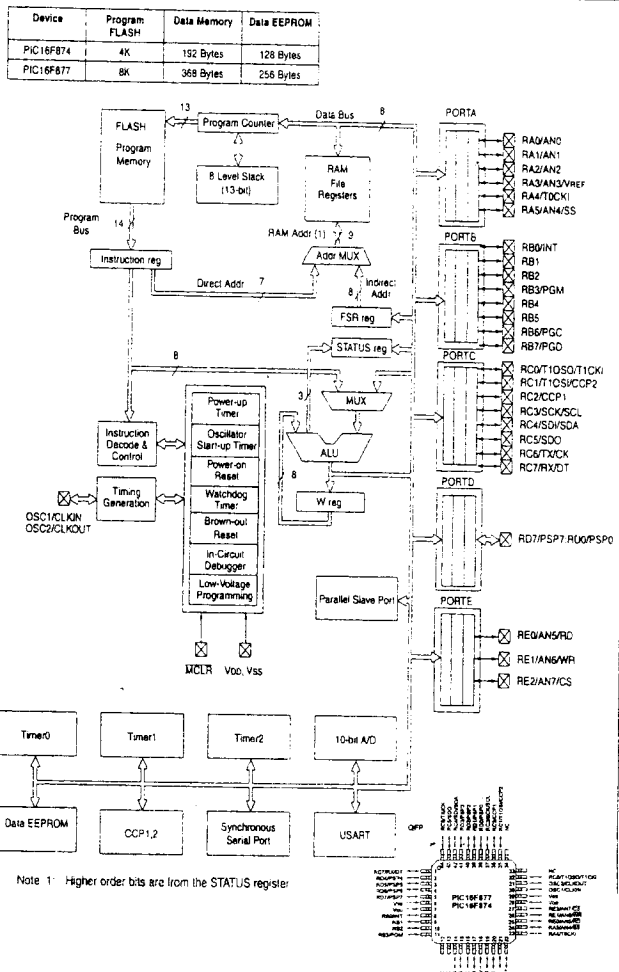 Device Program FLASH Data Memory Data EEPROM
PIC16F874 4K 192 Bytes 128 Bytes
PIC16F877 8K 368 Bytes 256 Bytes
13
Data Bus
8
PORTA
FLASH
Program
Memory
Program Counter
8 Level Stack
(13-bit)
RAM
File
Registers
RA0/AN0
RA1/AN1
RA2/AN2
RA3/AN3/VREF
RA4/T0CKI
RA5/AN4/SS
Program
Bus
14
RAM Addr (1)
9
PORTB
Instruction reg
Addr MUX
Direct Addr
7
8
Indirect
Addr
FSR reg
RB0/INT
RB1
RB2
RB3/PGM
RB4
RB5
RB6/PGC
RB7/PGD
STATUS reg
8
3
MUX
PORTC
RC0/T1OSO/T1CKI
RC1/T1OSI/CCP2
RC2/CCP1
RC3/SCK/SCL
RC4/SDI/SDA
RC5/SDO
RC6/TX/CK
RC7/RX/DT
Power-up
Timer
Instruction
Decode &
Control
Oscillator
Start-up Timer
ALU
Power-on
Reset
8
Timing
Generation
Watchdog
Timer
W reg
OSC1/CLKIN
OSC2/CLKOUT
Brown-out
Reset
In-Circuit
Debugger
Low-Voltage
Programming
PORTD
RD7/PSP7:RD0/PSP0
Parallel Slave Port
PORTE
RE0/AN5/RD
RE1/AN6/WR
RE2/AN7/CS
MCLR VDD, VSS
Timer0
Timer1
Timer2
10-bit A/D
Data EEPROM
CCP1,2
Synchronous
Serial Port
USART
Note 1: Higher order bits are from the STATUS register
QFP
PIC16F877
PIC16F874